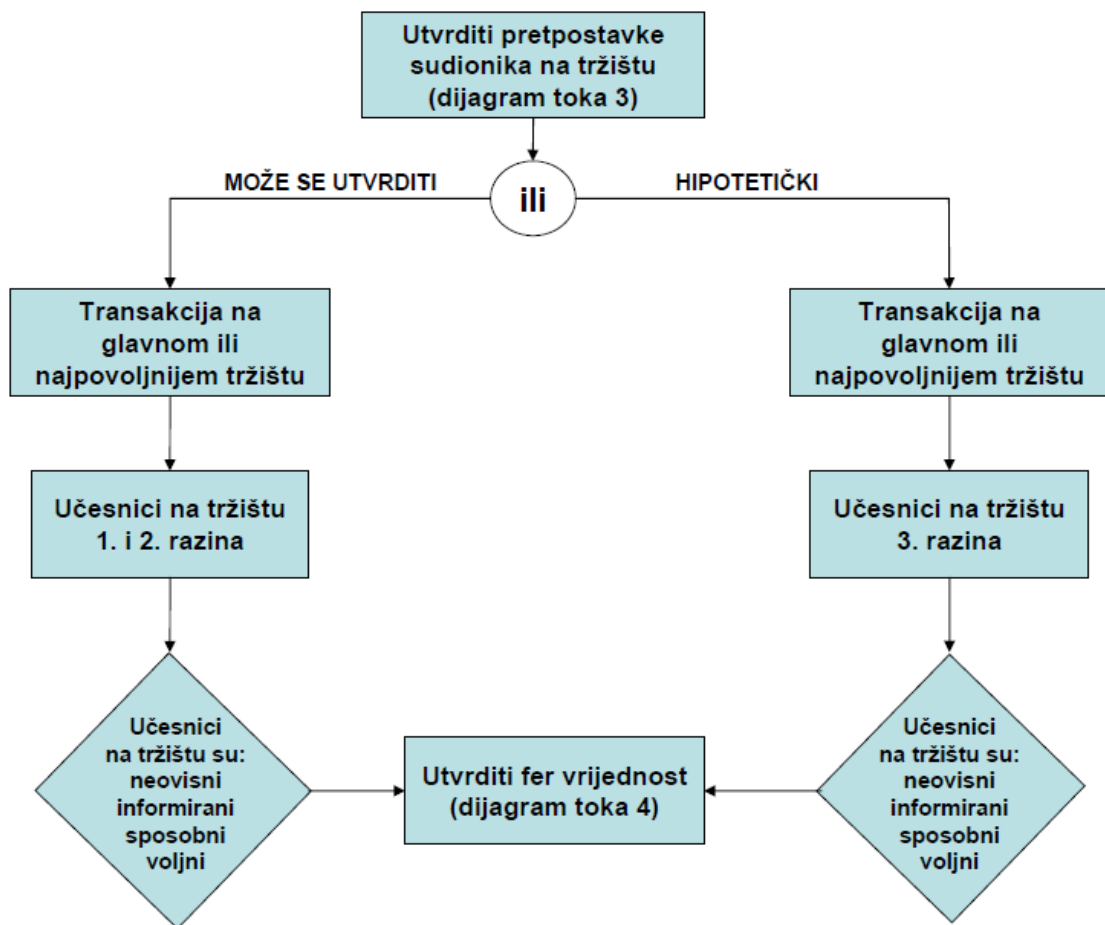 Utvrditi pretpostavke
sudionika na tržištu
(dijagram toka 3)
MOŽE SE UTVRDITI
ili
HIPOTETIČKI
Transakcija na
glavnom ili
najpovoljnijem tržištu
Transakcija na
glavnom ili
najpovoljnijem tržištu
Učesnici na tržištu
1. i 2. razina
Učesnici na tržištu
3. razina
Učesnici
na tržištu su:
neovisni
informirani
sposobni
voljni
Utvrditi fer vrijednost
(dijagram toka 4)
Učesnici
na tržištu su:
neovisni
informirani
sposobni
voljni